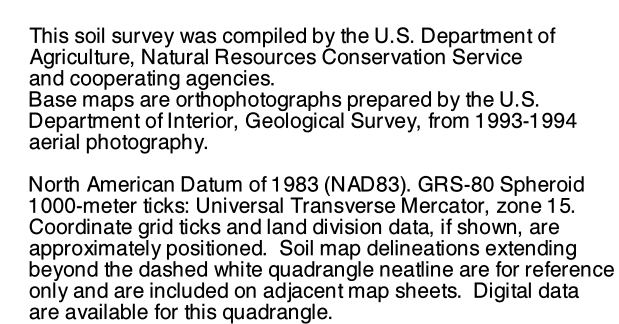 This soil survey was compiled by the U.S. Department of
Agriculture, Natural Resources Conservation Service
and cooperating agencies.
Base maps are orthophotographs prepared by the U.S.
Department of Interior, Geological Survey, from 1993-1994
aerial photography.
North American Datum of 1983 (NAD83). GRS-80 Spheroid
1000-meter ticks: Universal Transverse Mercator, zone 15.
Coordinate grid ticks and land division data, if shown, are
approximately positioned.  Soil map delineations extending
beyond the dashed white quadrangle neatline are for reference
only and are included on adjacent map sheets.  Digital data
are available for this quadrangle.